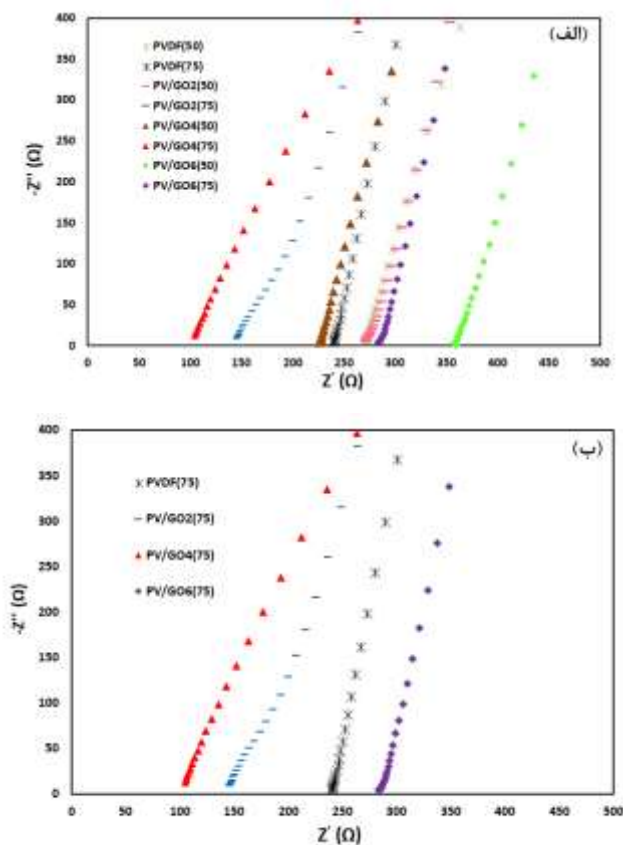 (الف)
400
350
300
250
200
150
100
50
0
-Z'' (Ω)
PVDF(50)
PVDF(75)
PV/GO2(50)
PV/GO2(75)
PV/GO4(50)
PV/GO4(75)
PV/GO6(50)
PV/GO6(75)
0 50 100 150 200 250 300 350 400 450 500
Z' (Ω)
(ب)
400
350
300
250
200
150
100
50
0
-Z'' (Ω)
PVDF(75)
PV/GO2(75)
PV/GO4(75)
PV/GO6(75)
0 50 100 150 200 250 300 350 400 450 500
Z' (Ω)